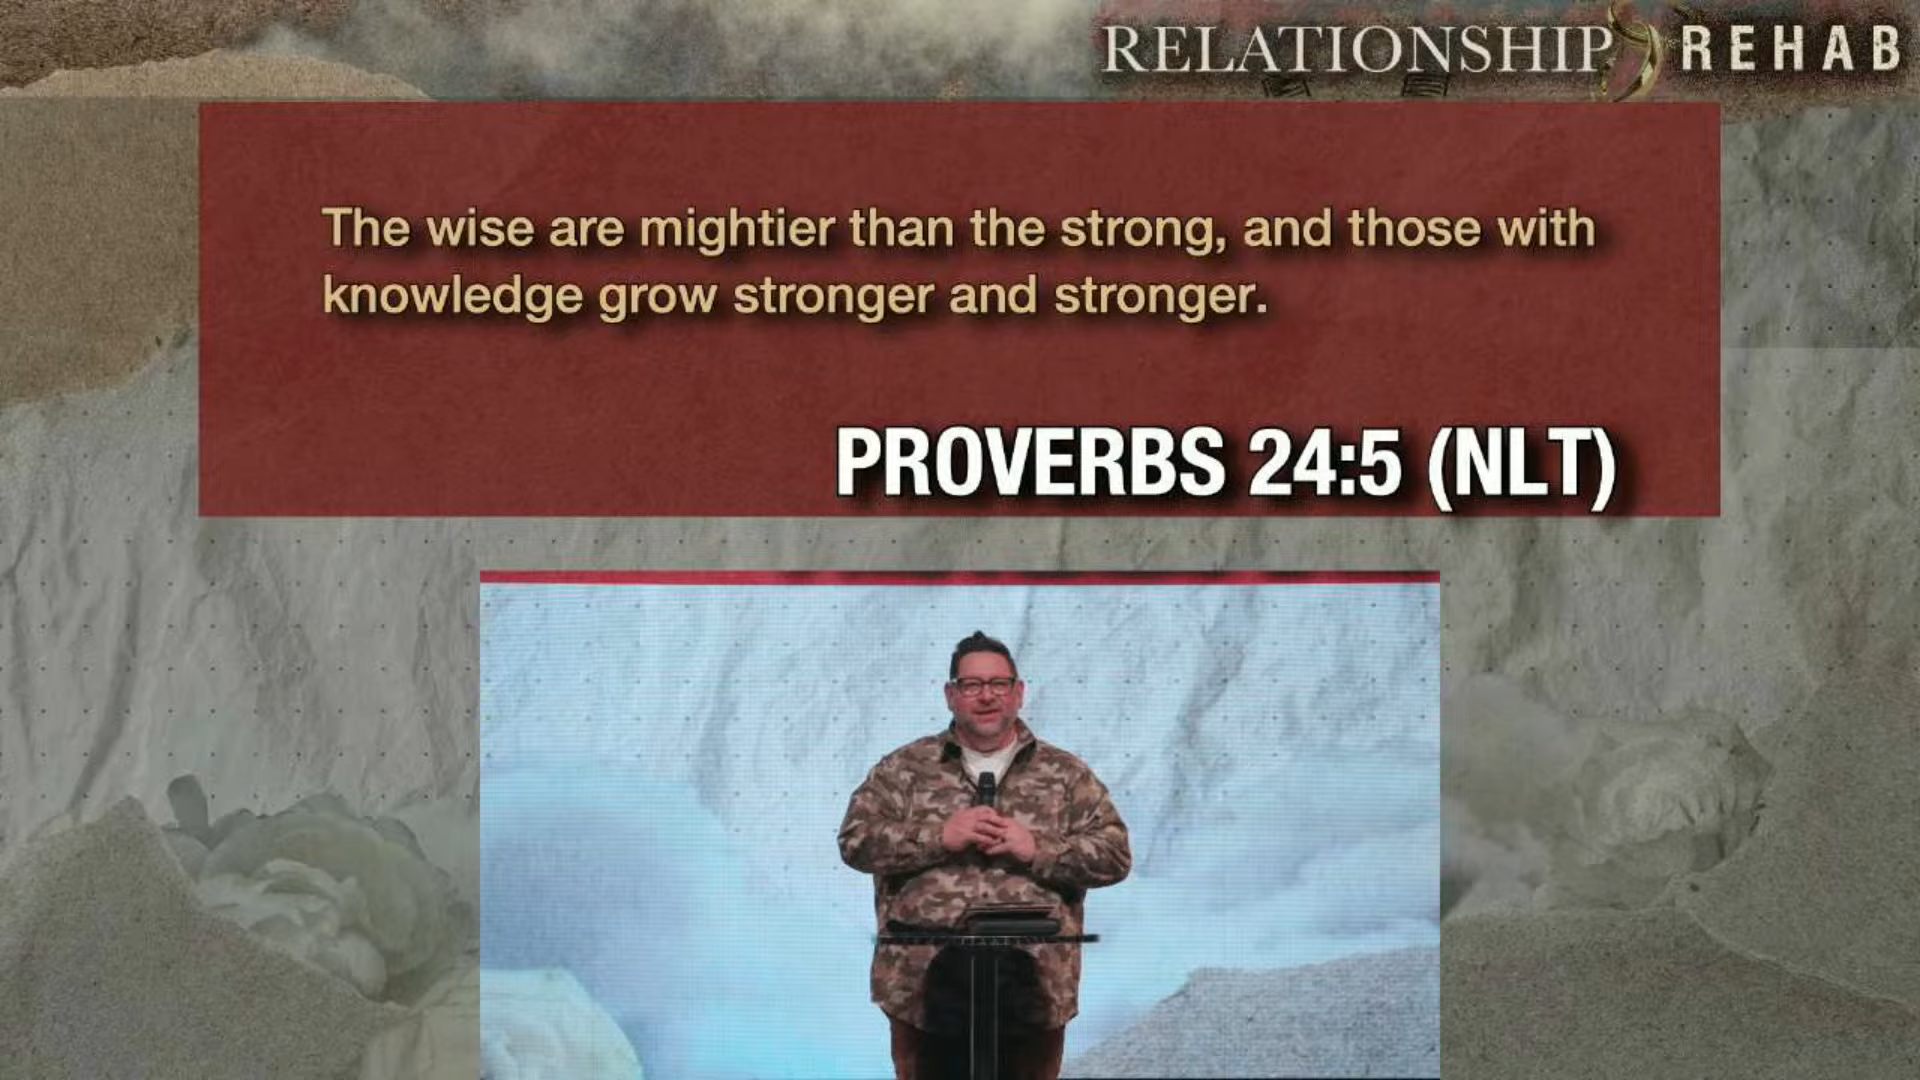 RELATIONSHIP REHAB
The wise are mightier than the strong, and those with
knowledge grow stronger and stronger.
PROVERBS 24:5 (NLT)